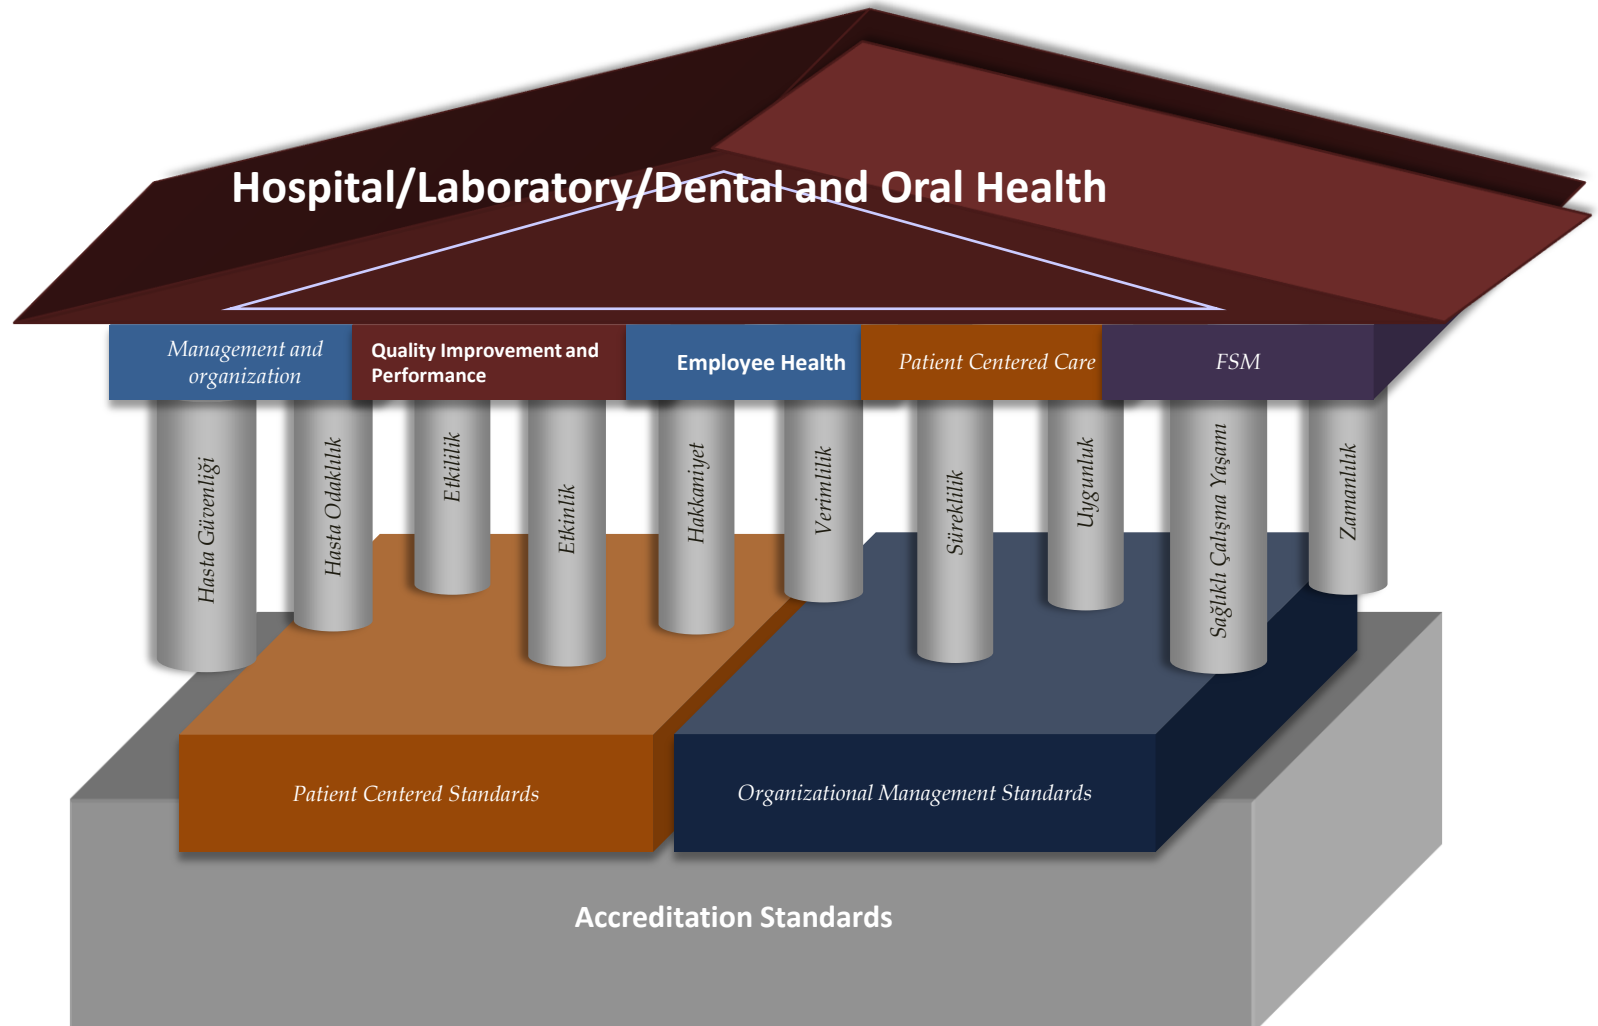 Hospital/Laboratory/Dental and Oral Health
Management and
organization
Quality Improvement and
Performance
Employee Health
Patient Centered Care
FSM
Hasta Güvenliği
Hasta Odaklılık
Etkililik
Etkinlik
Hakkaniyet
Verimlilik
Süreklilik
Uygunluk
Sağlıklı Çalışma Yaşamı
Zamanlılık
Patient Centered Standards
Organizational Management Standards
Accreditation Standards